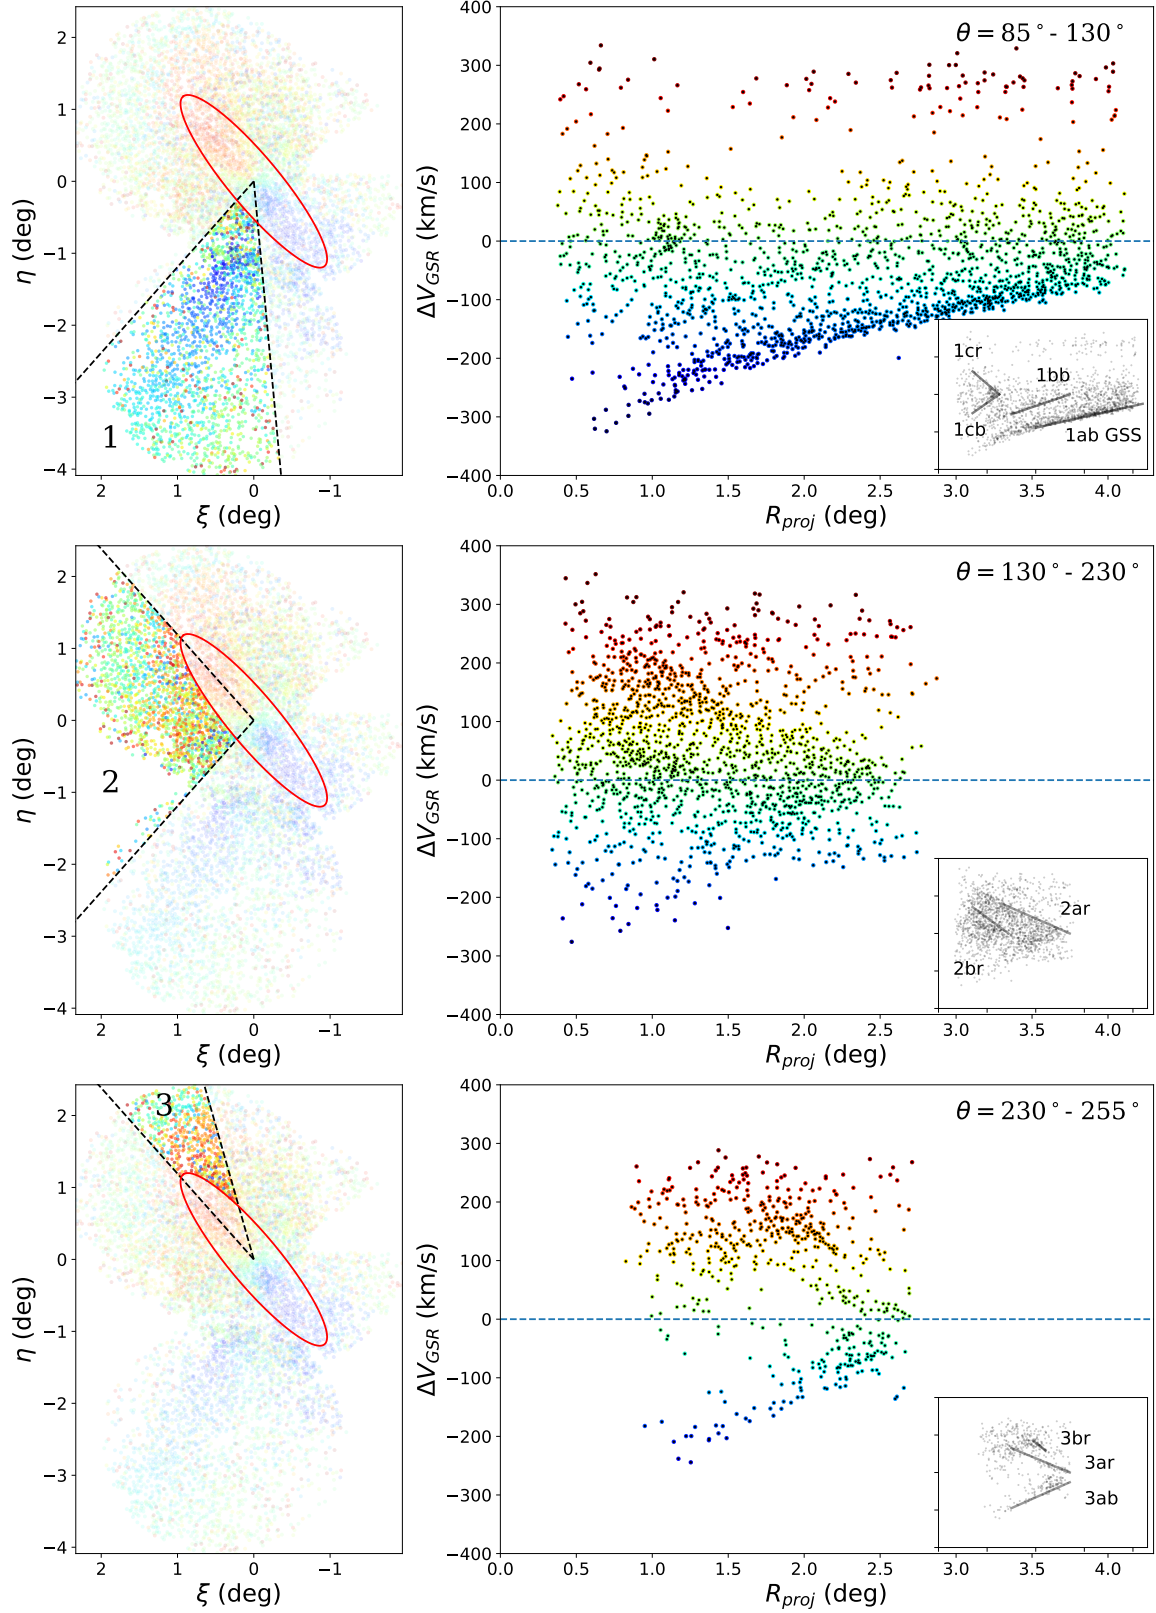 2
1
0
−1
−2
−3
−4
η (deg)
2
1
0
−1
ξ (deg)
1
400
300
200
100
0
−100
−200
−300
−400
ΔV_GSR (km/s)
θ = 85° - 130°
1cr
1bb
1cb
1ab GSS
0.0 0.5 1.0 1.5 2.0 2.5 3.0 3.5 4.0
R_proj (deg)
2
1
0
−1
−2
−3
−4
η (deg)
2
1
0
−1
ξ (deg)
2
400
300
200
100
0
−100
−200
−300
−400
ΔV_GSR (km/s)
θ = 130° - 230°
2ar
2br
0.0 0.5 1.0 1.5 2.0 2.5 3.0 3.5 4.0
R_proj (deg)
2
1
0
−1
−2
−3
−4
η (deg)
2
1
0
−1
ξ (deg)
3
400
300
200
100
0
−100
−200
−300
−400
ΔV_GSR (km/s)
θ = 230° - 255°
3br
3ar
3ab
0.0 0.5 1.0 1.5 2.0 2.5 3.0 3.5 4.0
R_proj (deg)